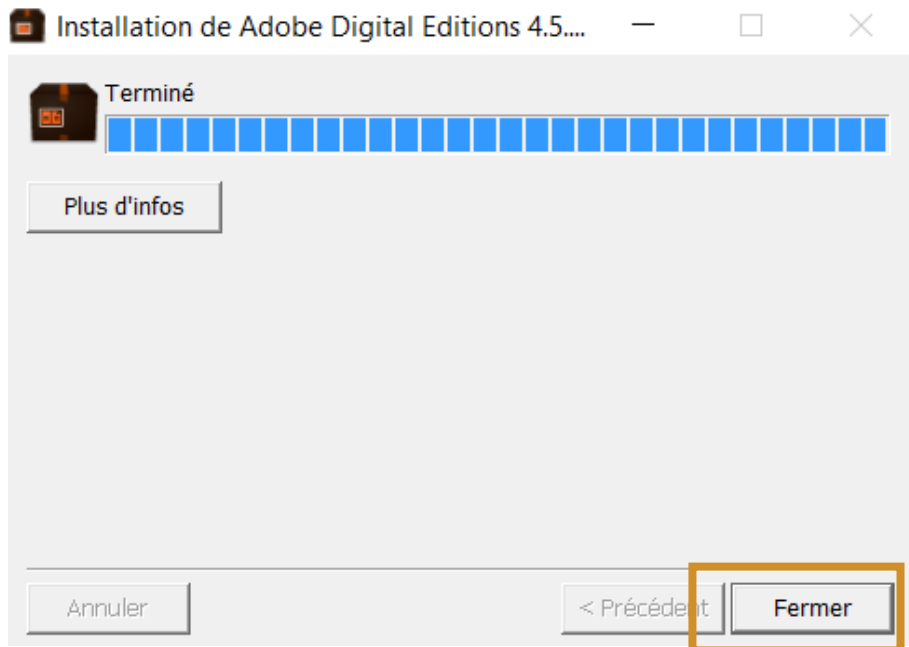 Installation de Adobe Digital Editions 4.5....
Terminé
Plus d'infos
Annuler
< Précédent
Fermer